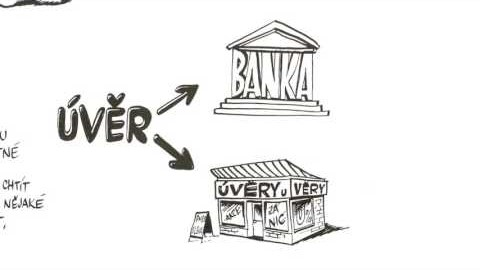 BANKA
ÚVĚR
U
TNÉ
CHTÍT
NĚJAKÉ
ÚVĚRY U VĚRY
AKCE
ZA
NIC